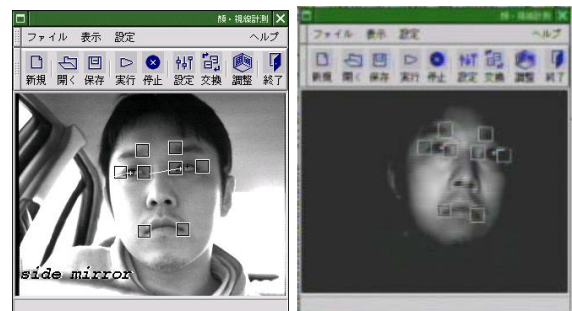 顔・視線計測
ファイル 表示 設定 ヘルプ
新規 開く 保存 実行 停止 設定 交換 調整 終了
side mirror
顔・視線計測
ファイル 表示 設定 ヘルプ
新規 開く 保存 実行 停止 設定 交換 調整 終了